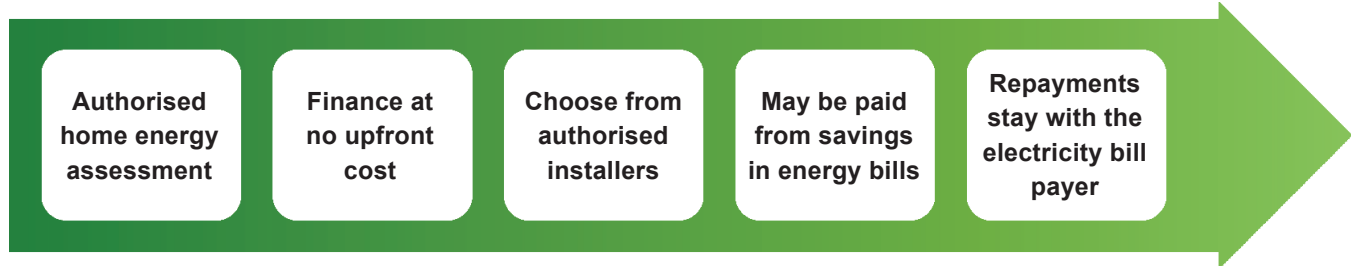 Authorised
home energy
assessment
Finance at
no upfront
cost
Choose from
authorised
installers
May be paid
from savings
in energy bills
Repayments
stay with the
electricity bill
payer